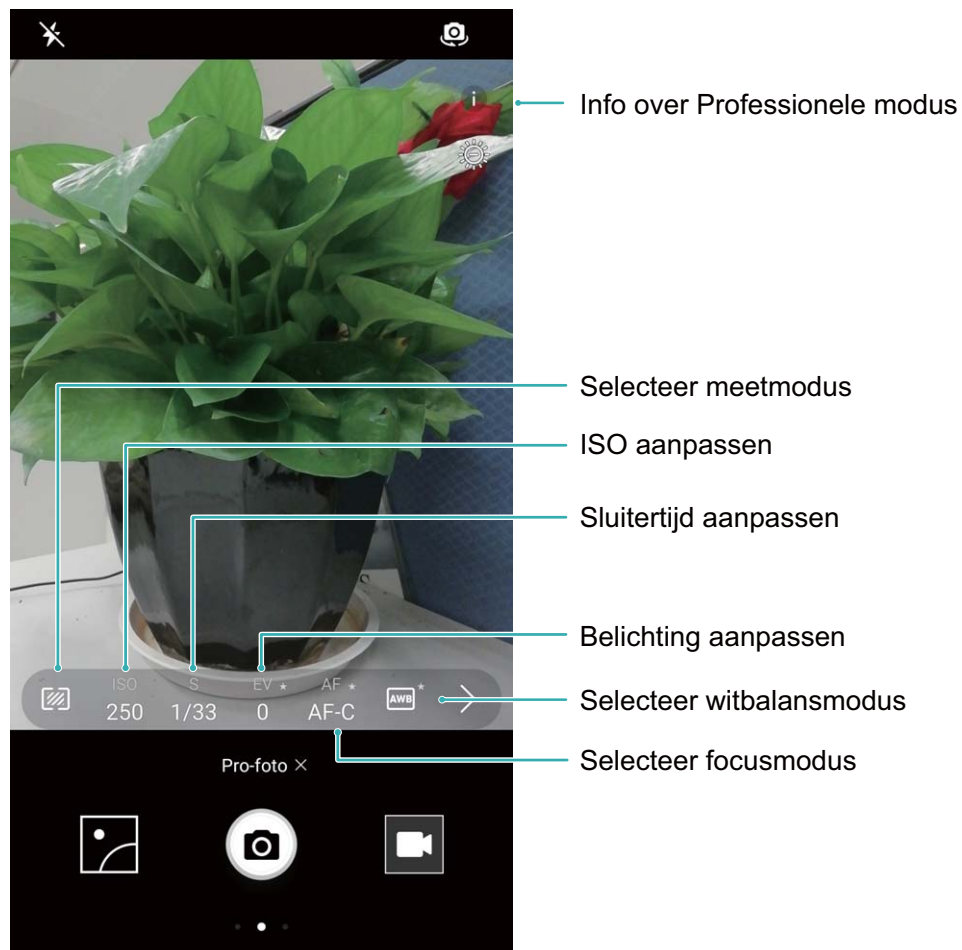 i
Info over Professionele modus
Selecteer meetmodus
ISO aanpassen
Sluitertijd aanpassen
Belichting aanpassen
ISO S EV AF AWB
250 1/33 0 AF-C
Selecteer witbalansmodus
Selecteer focusmodus
Pro-foto ×